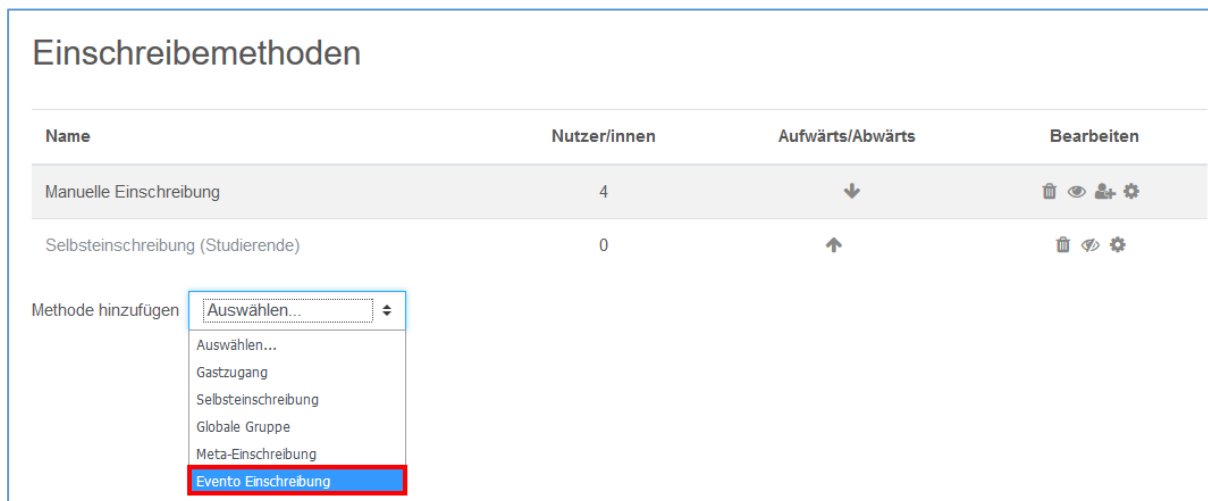 Einschreibemethoden
Name Nutzer/innen Aufwärts/Abwärts Bearbeiten
Manuelle Einschreibung 4
Selbsteinschreibung (Studierende) 0
Methode hinzufügen Auswählen...
Auswählen...
Gastzugang
Selbsteinschreibung
Globale Gruppe
Meta-Einschreibung
Evento Einschreibung